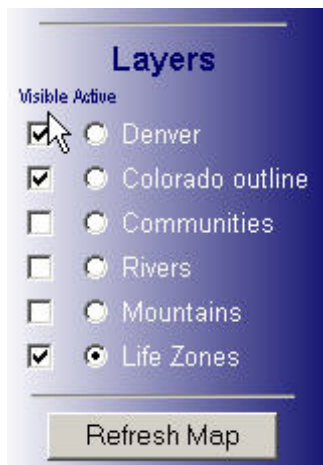 Layers
Visible Active
Denver
Colorado outline
Communities
Rivers
Mountains
Life Zones
Refresh Map